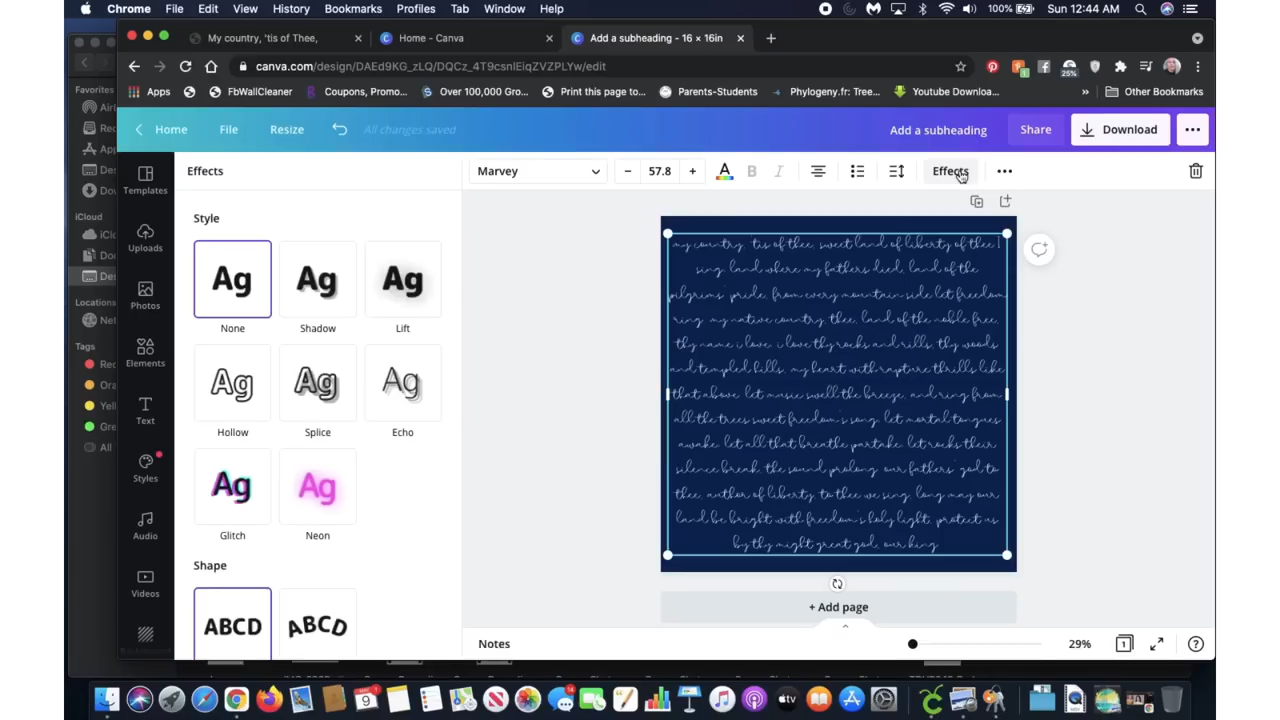 Chrome File Edit View History Bookmarks Profiles Tab Window Help 100% Sun 12:44 AM
My country, 'tis of Thee, Home - Canva Add a subheading - 16 × 16in
canva.com/design/DAEd9KG_zLQ/DQCz_4T9csnlEiqZVZPLYw/edit
Apps FbWallCleaner Coupons, Promo... Over 100,000 Gro... Print this page to... Parents-Students Phylogeny.fr: Tree... Youtube Downloa... » Other Bookmarks
Home File Resize All changes saved Add a subheading Share Download
Effects Marvey − 57.8 + A B I Effects
Favorites
iCloud
Locations
Tags
Templates
Uploads
Photos
Elements
Text
Styles
Audio
Videos
Style
Ag Ag Ag
None Shadow Lift
Ag Ag Ag
Hollow Splice Echo
Ag Ag
Glitch Neon
Shape
ABCD ABCD
my country, 'tis of thee, sweet land of liberty of thee I
sing, land where my fathers died, land of the
pilgrims' pride, from every mountain side let freedom
ring. my native country, thee, land of the noble free,
thy name i love. i love thy rocks and rills, thy woods
and templed hills, my heart with rapture thrills like
that above. let music swell the breeze, and ring from
all the trees sweet freedom's song. let mortal tongues
awake, let all that breathe partake, let rocks their
silence break, the sound prolong. our fathers' god to
thee, author of liberty, to thee we sing, long may our
land be bright with freedom's holy light, protect us
by thy might great god, our king
+ Add page
Notes 29% 1